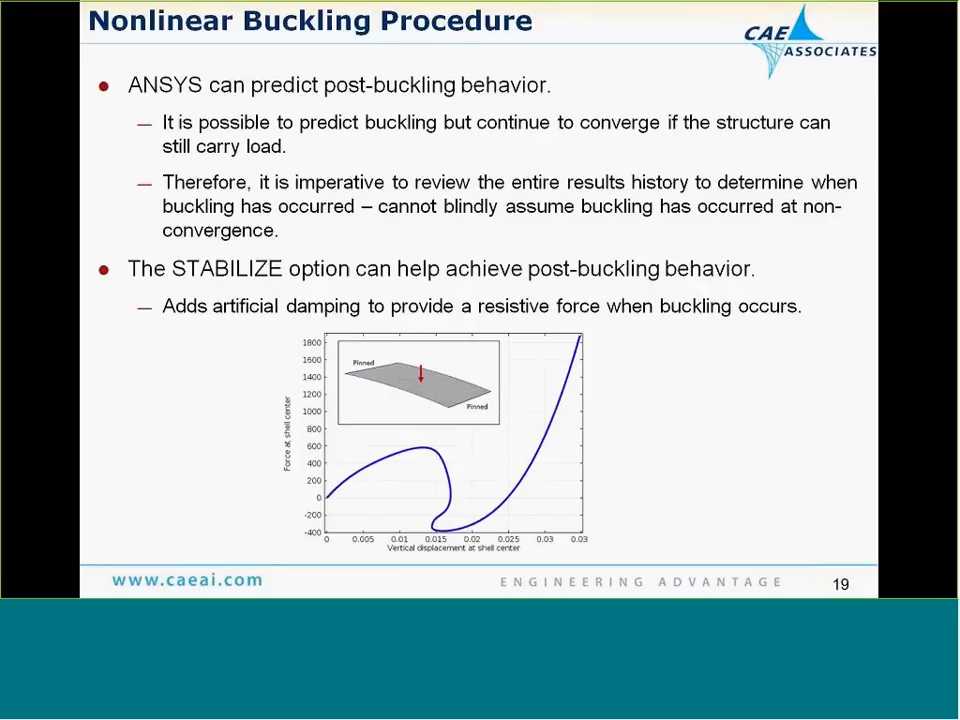 Nonlinear Buckling Procedure
CAE
ASSOCIATES
● ANSYS can predict post-buckling behavior.
— It is possible to predict buckling but continue to converge if the structure can
still carry load.
— Therefore, it is imperative to review the entire results history to determine when
buckling has occurred – cannot blindly assume buckling has occurred at non-
convergence.
● The STABILIZE option can help achieve post-buckling behavior.
— Adds artificial damping to provide a resistive force when buckling occurs.
Force at shell center
1800
1600
1400
1200
1000
800
600
400
200
0
-200
-400
Pinned
Pinned
0 0.005 0.01 0.015 0.02 0.025 0.03 0.03
Vertical displacement at shell center
www.caeai.com
ENGINEERING ADVANTAGE
19